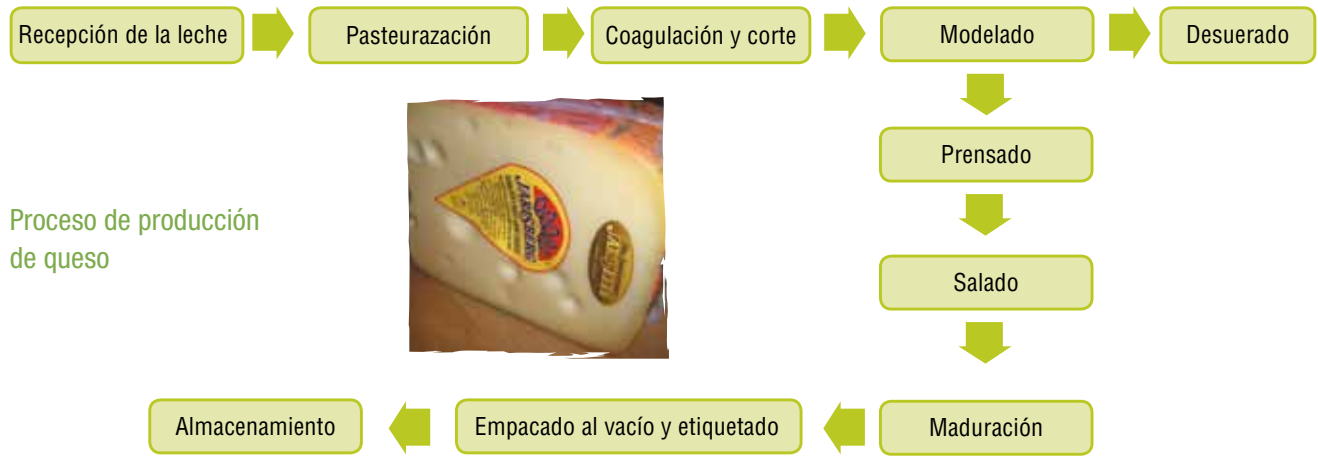 Recepción de la leche
Pasteurazación
Coagulación y corte
Modelado
Desuerado
Prensado
Proceso de producción
de queso
JARLSBERG
Salado
Almacenamiento
Empacado al vacío y etiquetado
Maduración